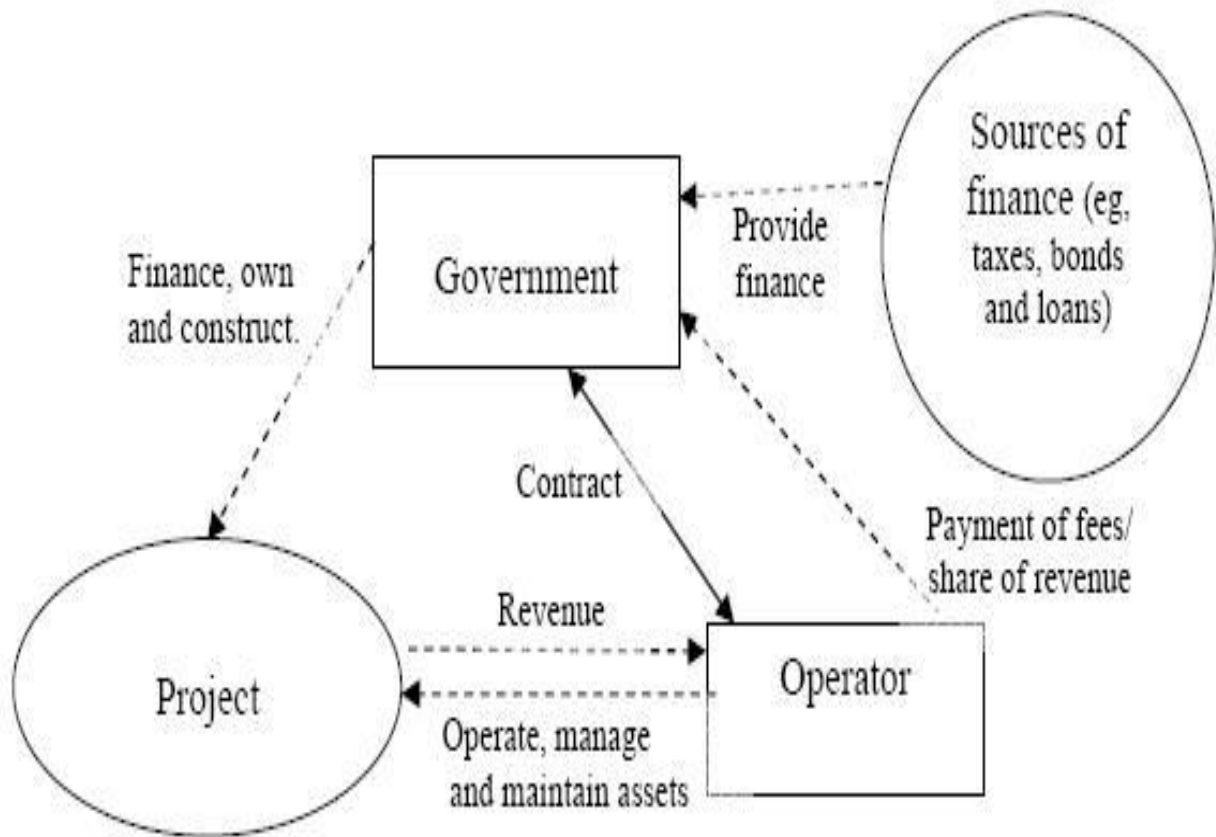 Sources of
finance (eg,
taxes, bonds
and loans)
Provide
finance
Government
Finance, own
and construct.
Contract
Payment of fees/
share of revenue
Revenue
Operator
Project
Operate, manage
and maintain assets